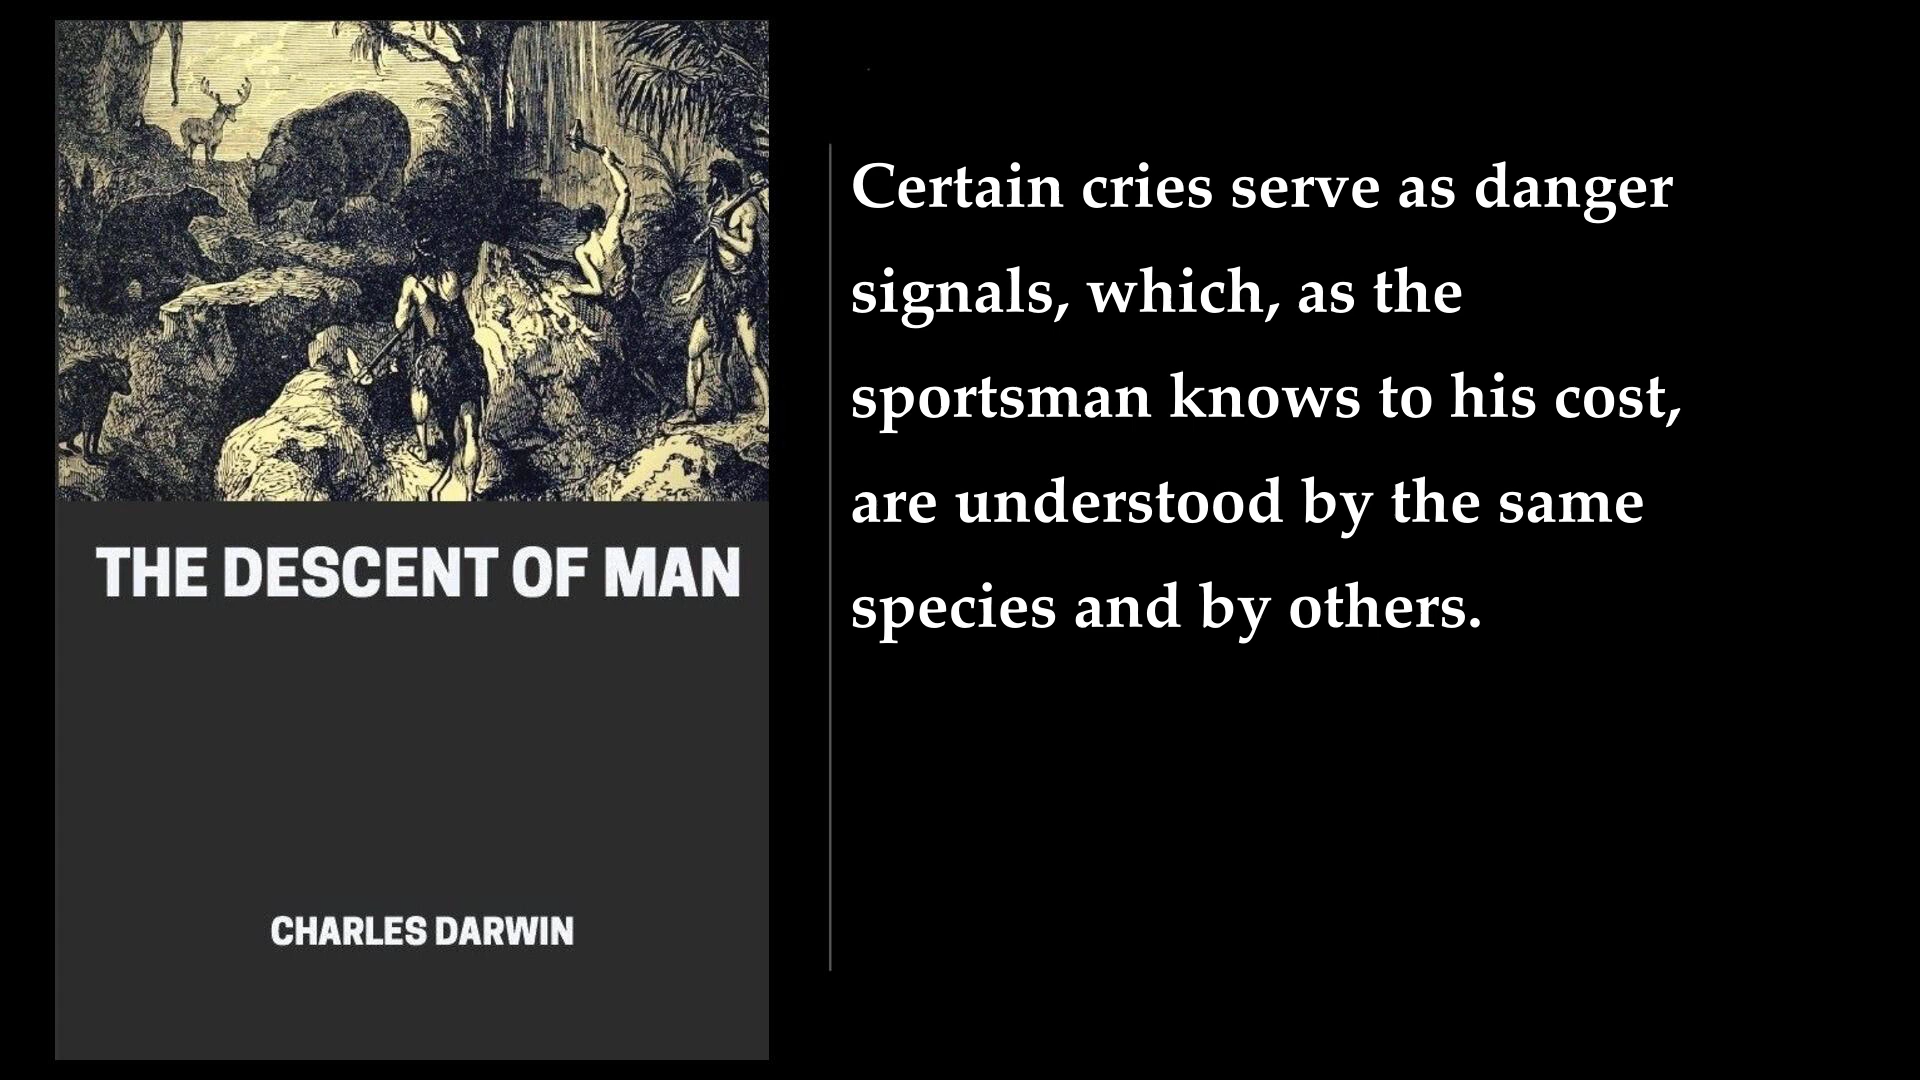 THE DESCENT OF MAN
CHARLES DARWIN
Certain cries serve as danger
signals, which, as the
sportsman knows to his cost,
are understood by the same
species and by others.